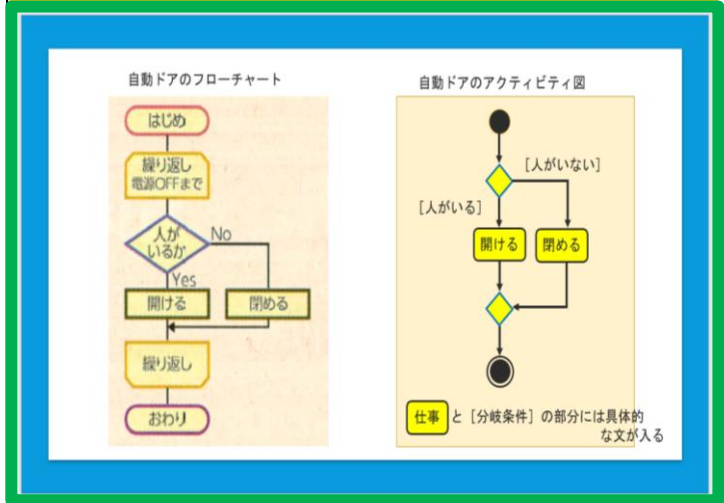 自動ドアのフローチャート
はじめ
繰り返し
電源OFFまで
人が
いるか
No
Yes
開ける
閉める
繰り返し
おわり
自動ドアのアクティビティ図
[人がいない]
[人がいる]
開ける
閉める
仕事 と [分岐条件] の部分には具体的
な文が入る